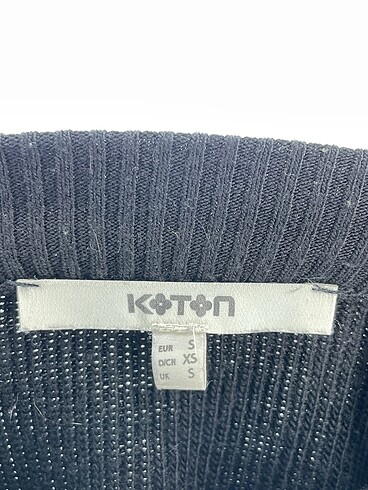 KOTON
EUR S
D/CH XS
UK S